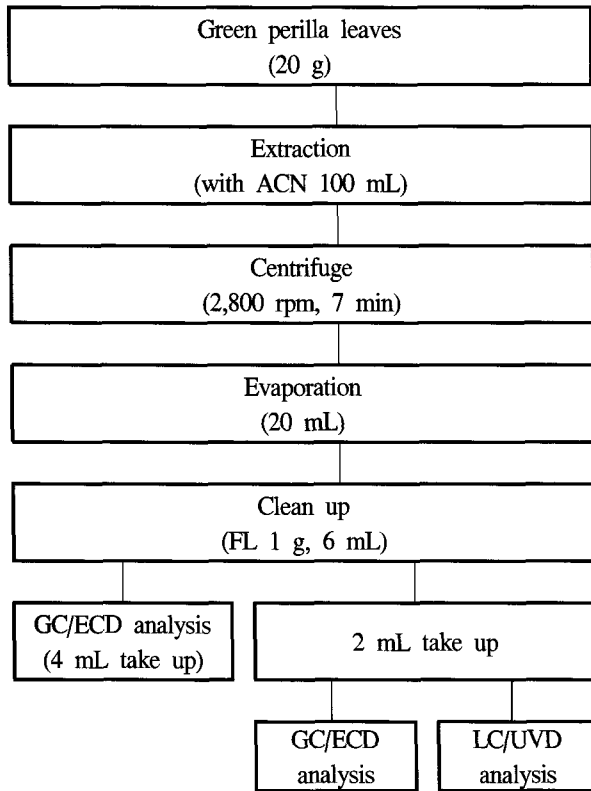 Green perilla leaves
(20 g)
Extraction
(with ACN 100 mL)
Centrifuge
(2,800 rpm, 7 min)
Evaporation
(20 mL)
Clean up
(FL 1 g, 6 mL)
GC/ECD analysis
(4 mL take up)
2 mL take up
GC/ECD
analysis
LC/UVD
analysis